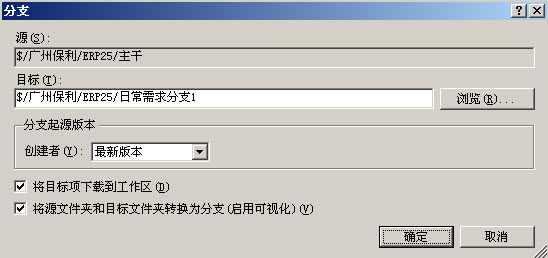 分支
源(S):
$/广州保利/ERP25/主干
目标(T):
$/广州保利/ERP25/日常需求分支1
浏览(R)...
分支起源版本
创建者(Y): 最新版本
将目标项下载到工作区(D)
将源文件夹和目标文件夹转换为分支(启用可视化)(V)
确定 取消